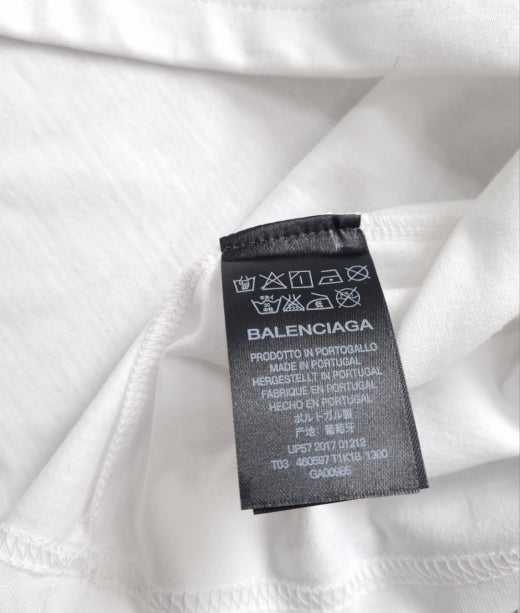 BALENCIAGA
PRODOTTO IN PORTOGALLO
MADE IN PORTUGAL
HERGESTELLT IN PORTUGAL
FABRIQUE EN PORTUGAL
HECHO EN PORTUGAL
ポルトガル製
产地：葡萄牙
UP57 2017 01212
T03 460597 T1K18 1300
GA00985